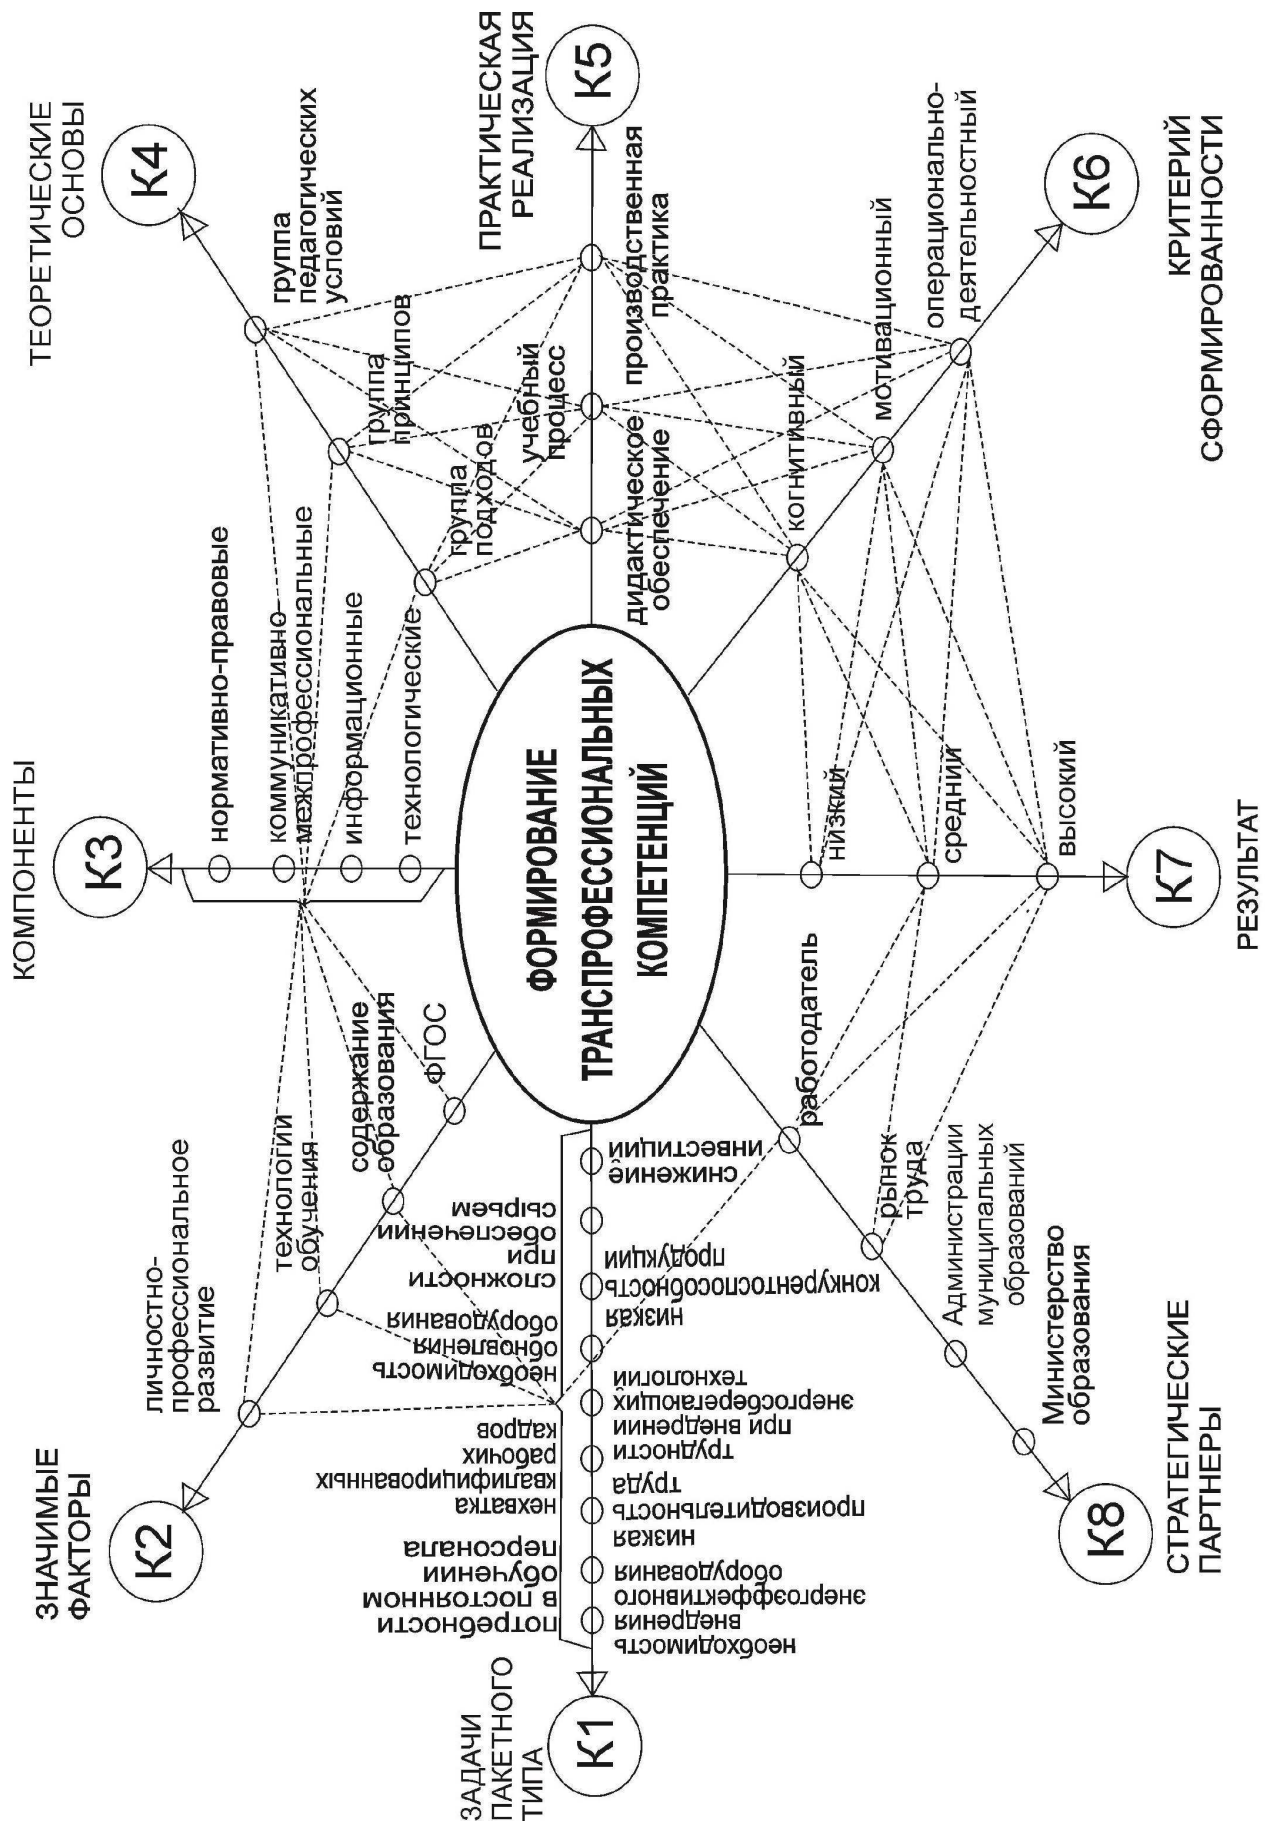 ЗАДАЧИ
ПАКЕТНОГО
ТИПА
К1
потребности
в постоянном
обучении
персонала
нехватка
квалифицированных
рабочих
кадров
необходимость
обновления
оборудования
сложности
при
обеспечении
сырьем
необходимость
внедрения
энергоэффективного
оборудования
низкая
производительность
труда
трудности
при внедрении
энергосберегающих
технологий
низкая
конкурентоспособность
продукции
снижение
инвестиций
ЗНАЧИМЫЕ
ФАКТОРЫ
К2
личностно-
профессиональное
развитие
технологии
обучения
содержание
образования
ФГОС
КОМПОНЕНТЫ
К3
нормативно-правовые
коммуникативно
межпрофессиональные
информационные
технологические
ТЕОРЕТИЧЕСКИЕ
ОСНОВЫ
К4
группа
педагогических
условий
группа
принципов
группа
подходов
ПРАКТИЧЕСКАЯ
РЕАЛИЗАЦИЯ
К5
дидактическое
обеспечение
учебный
процесс
производственная
практика
КРИТЕРИЙ
СФОРМИРОВАННОСТИ
К6
когнитивный
мотивационный
операционально-
деятельностный
РЕЗУЛЬТАТ
К7
низкий
средний
высокий
СТРАТЕГИЧЕСКИЕ
ПАРТНЕРЫ
К8
работодатель
рынок
труда
Администрации
муниципальных
образований
Министерство
образования
ФОРМИРОВАНИЕ
ТРАНСПРОФЕССИОНАЛЬНЫХ
КОМПЕТЕНЦИЙ